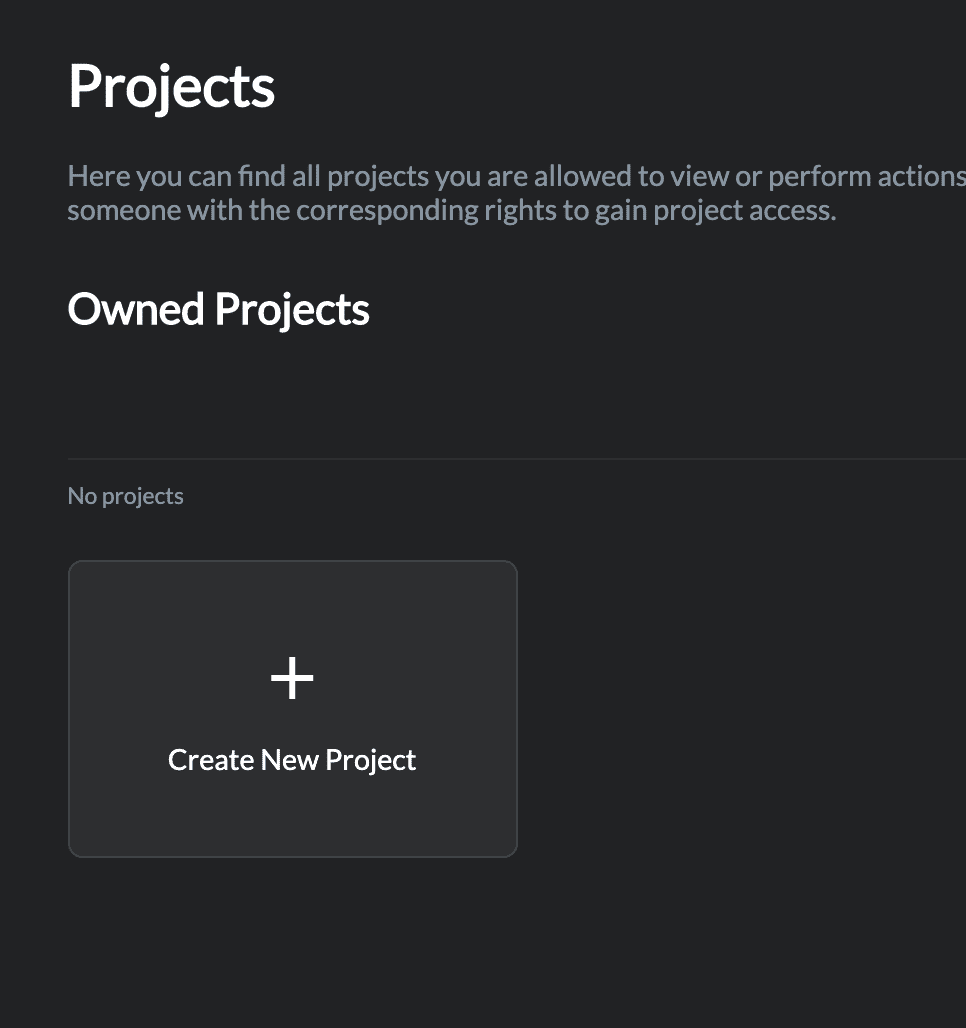 Projects
Here you can find all projects you are allowed to view or perform actions
someone with the corresponding rights to gain project access.
Owned Projects
No projects
Create New Project